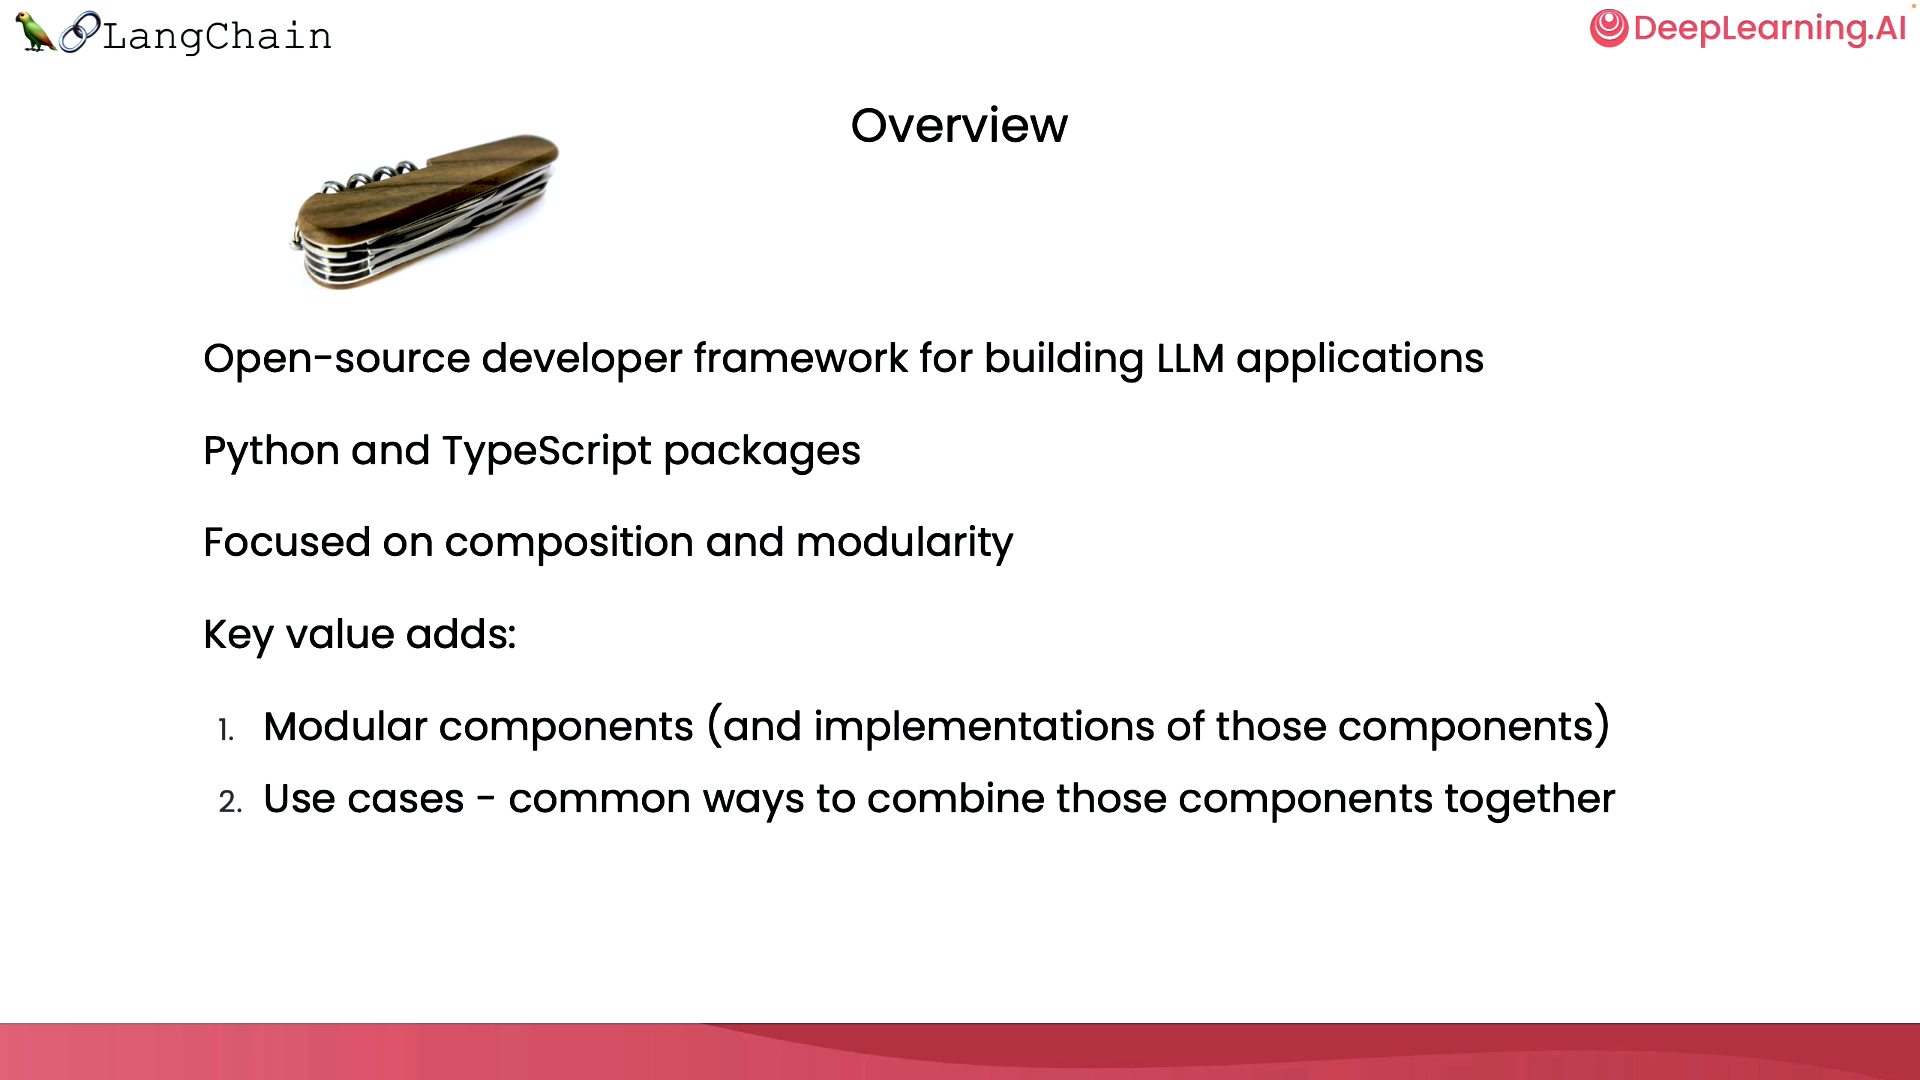 LangChain
DeepLearning.AI
Overview
Open-source developer framework for building LLM applications
Python and TypeScript packages
Focused on composition and modularity
Key value adds:
1. Modular components (and implementations of those components)
2. Use cases - common ways to combine those components together